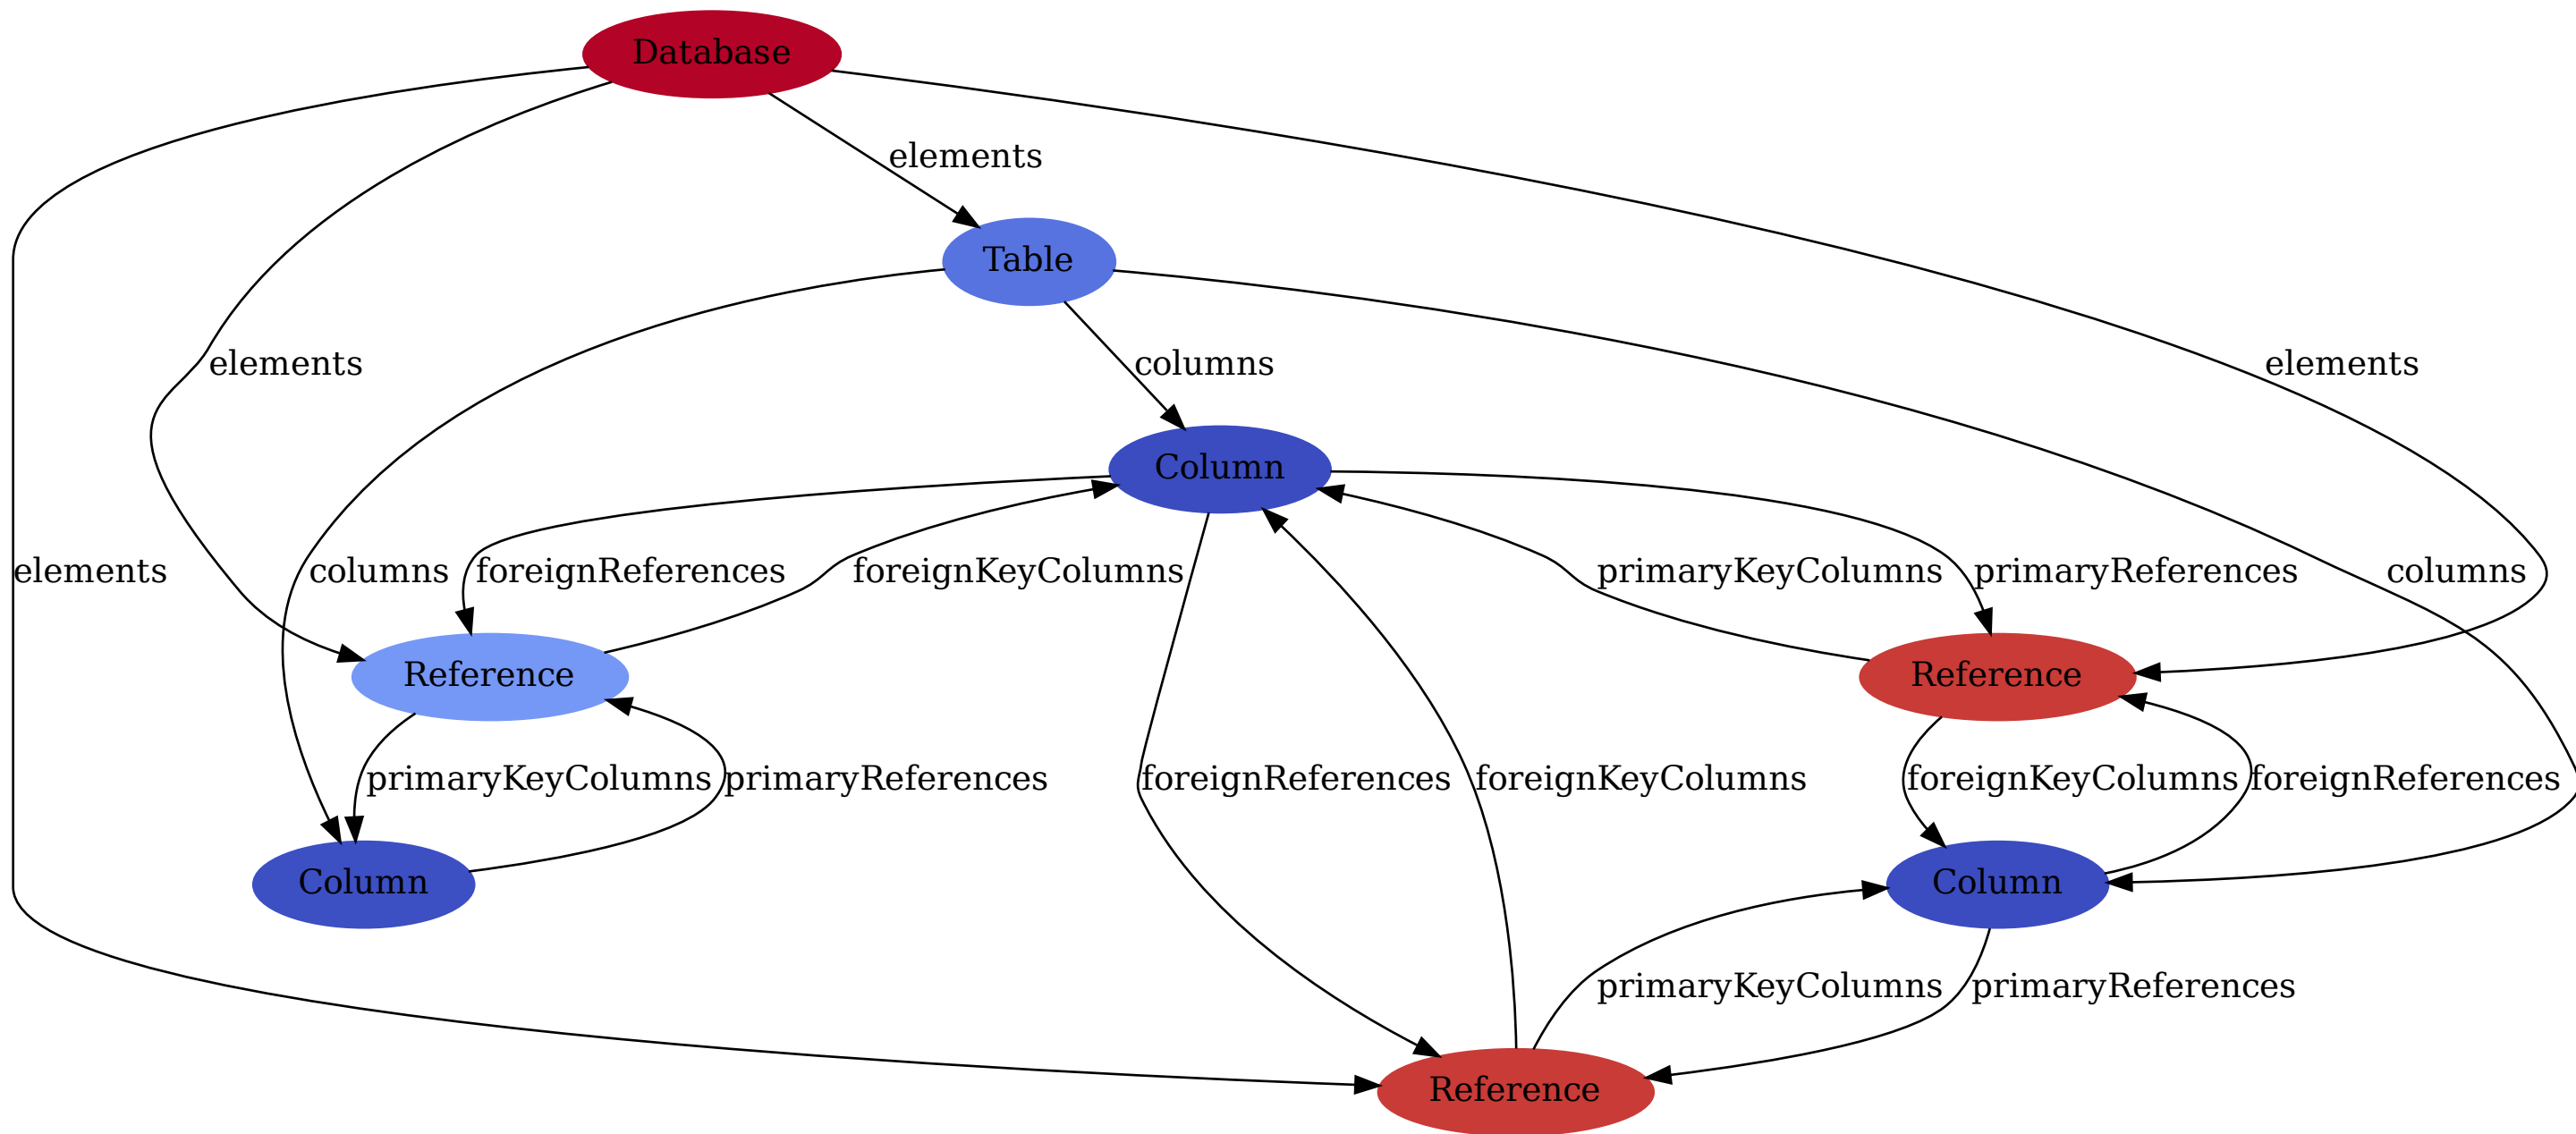 Database
elements
Table
elements
columns
elements
Column
elements
columns
foreignReferences
foreignKeyColumns
primaryKeyColumns
primaryReferences
columns
Reference
Reference
primaryKeyColumns
primaryReferences
foreignReferences
foreignKeyColumns
foreignKeyColumns
foreignReferences
Column
Column
primaryKeyColumns
primaryReferences
Reference